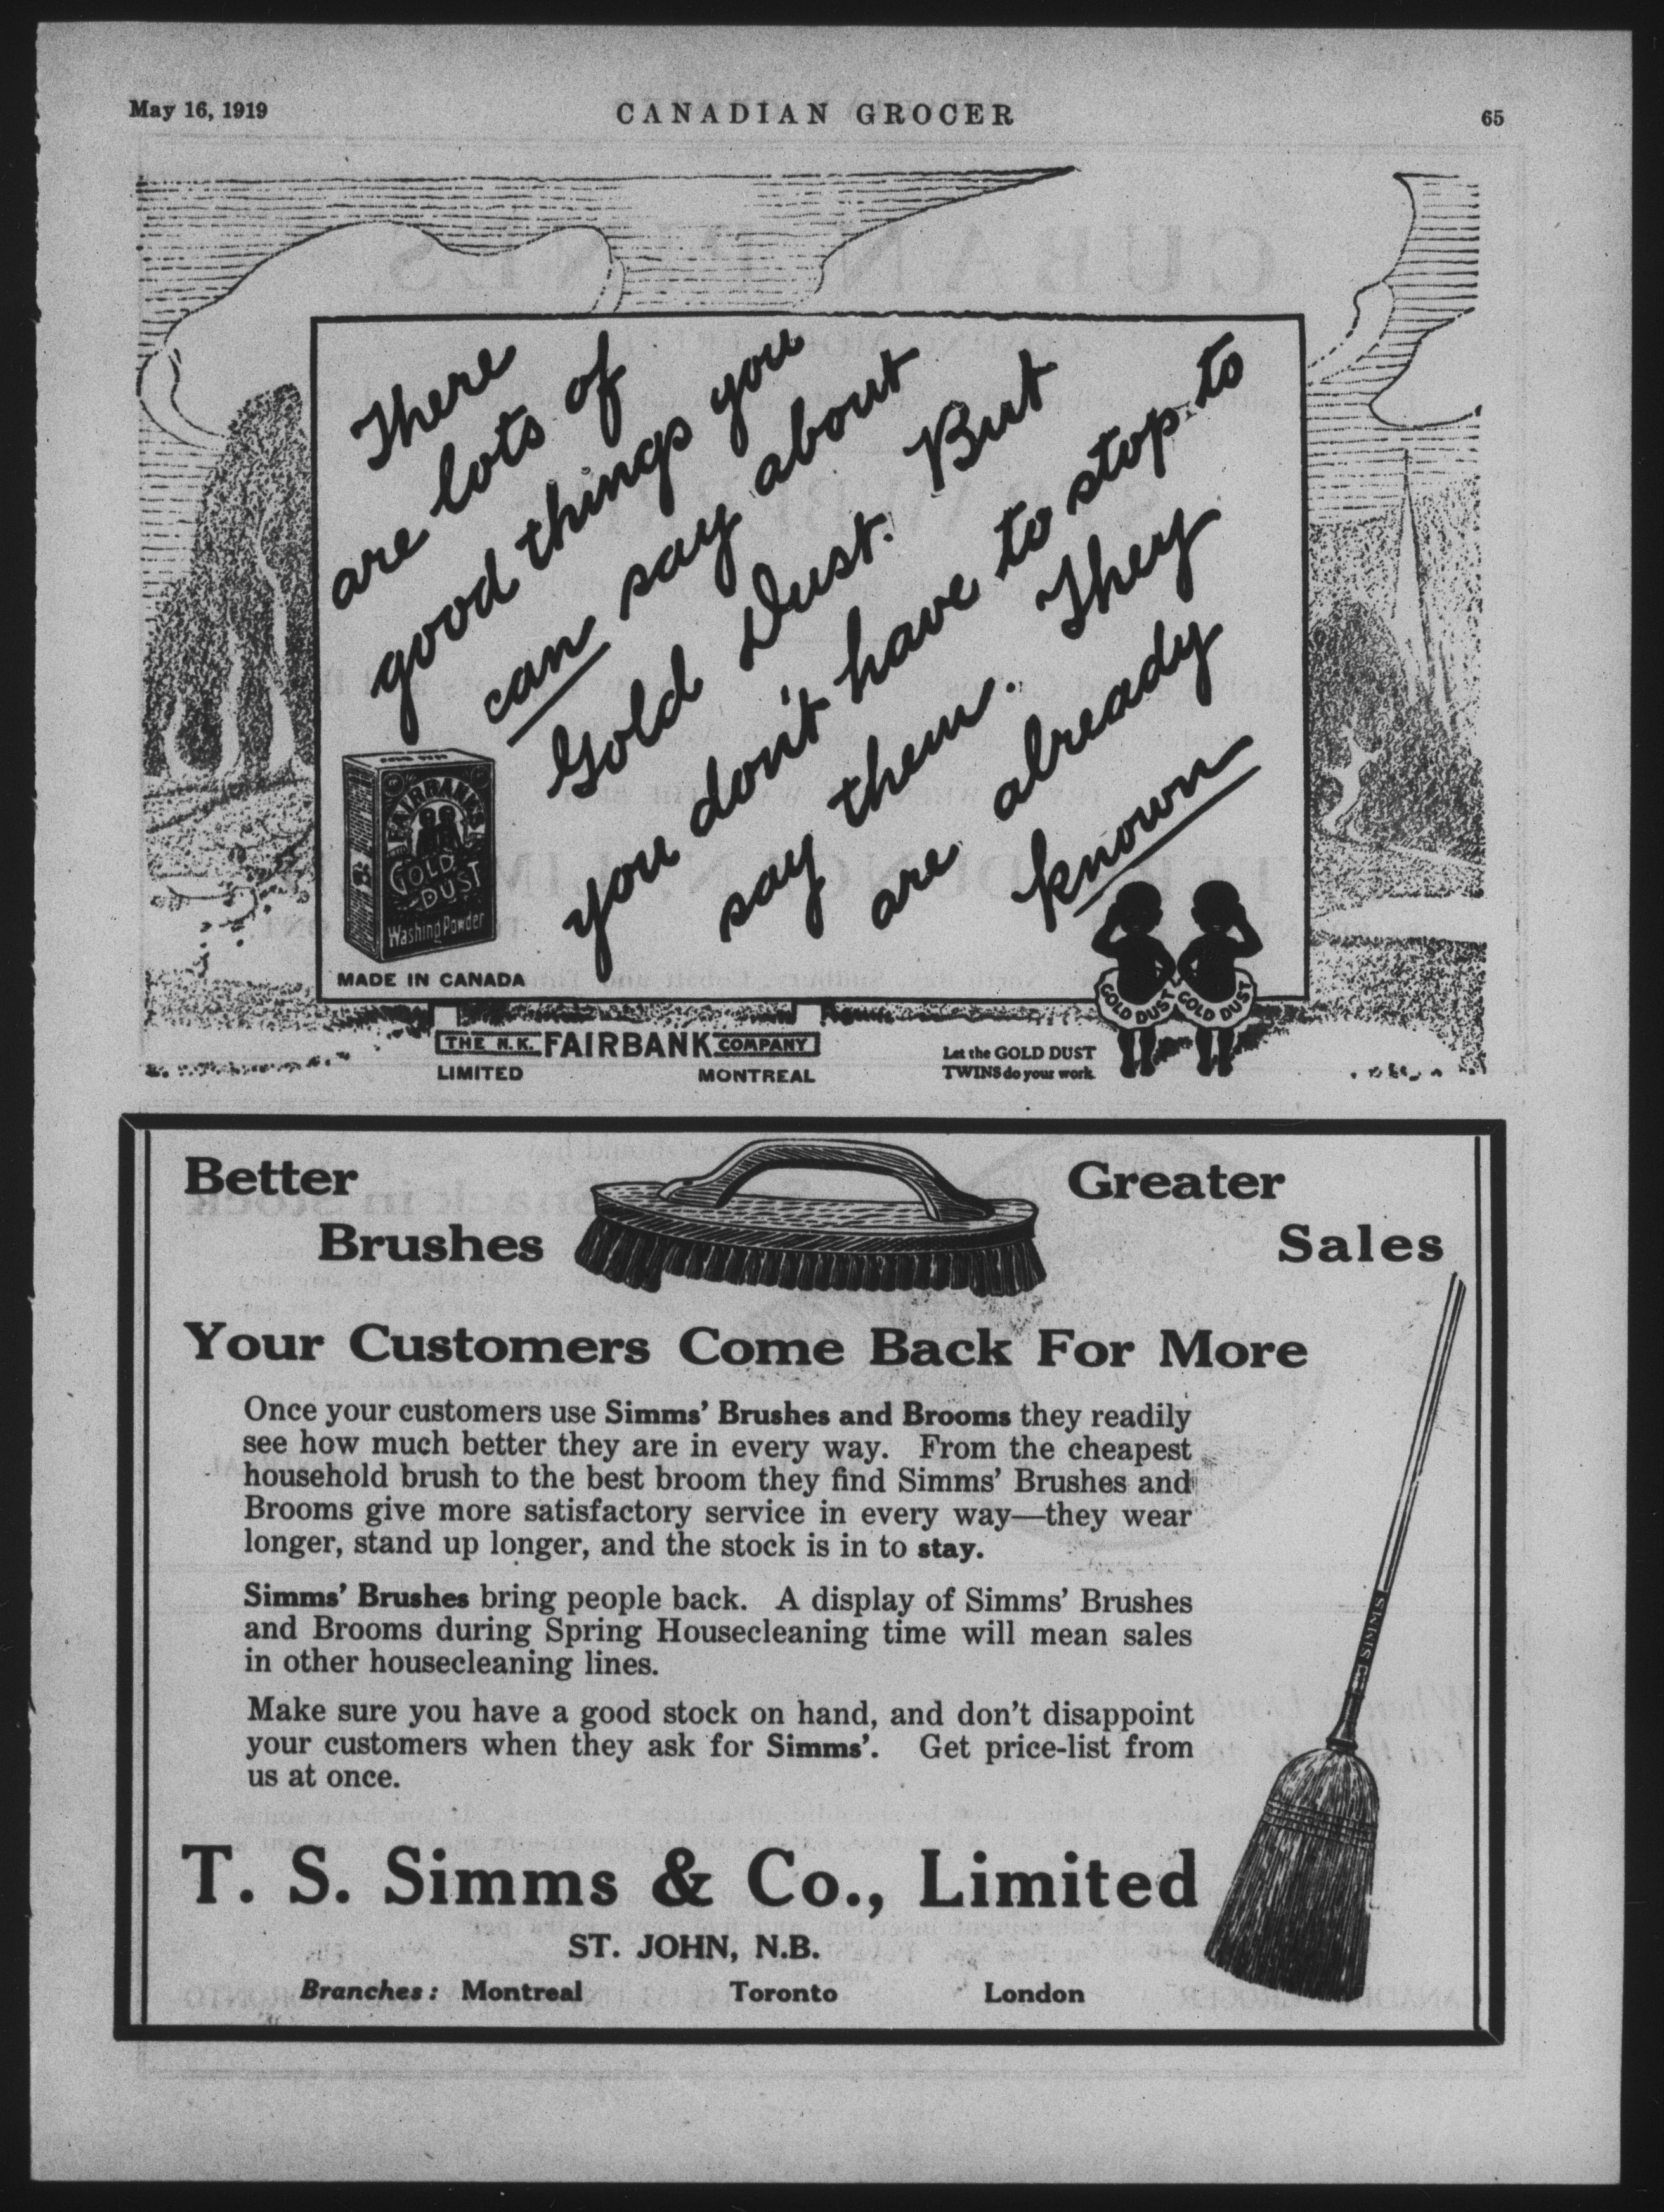 May 16, 1919
CANADIAN GROCER
65
There
are lots of
good things you
can say about
Gold Dust. But
you don't have to stop to
say them. They
are already
known
FAIRBANK'S
GOLD
DUST
Washing Powder
MADE IN CANADA
GOLD DUST
GOLD DUST
THE N.K. FAIRBANK COMPANY
LIMITED MONTREAL
Let the GOLD DUST
TWINS do your work
Better
Brushes
Greater
Sales
Your Customers Come Back For More
Once your customers use Simms' Brushes and Brooms they readily
see how much better they are in every way. From the cheapest
household brush to the best broom they find Simms' Brushes and
Brooms give more satisfactory service in every way—they wear
longer, stand up longer, and the stock is in to stay.
Simms' Brushes bring people back. A display of Simms' Brushes
and Brooms during Spring Housecleaning time will mean sales
in other housecleaning lines.
Make sure you have a good stock on hand, and don't disappoint
your customers when they ask for Simms'. Get price-list from
us at once.
SIMMS
T. S. Simms & Co., Limited
ST. JOHN, N.B.
Branches: Montreal Toronto London